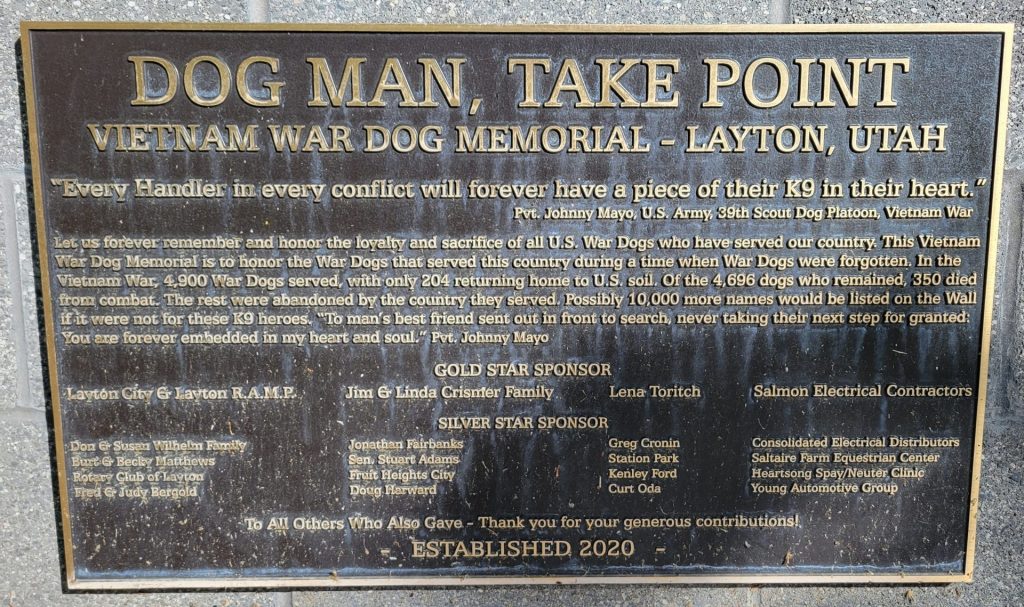 DOG MAN, TAKE POINT
VIETNAM WAR DOG MEMORIAL - LAYTON, UTAH
"Every Handler in every conflict will forever have a piece of their K9 in their heart."
Pvt. Johnny Mayo, U.S. Army, 39th Scout Dog Platoon, Vietnam War
Let us forever remember and honor the loyalty and sacrifice of all U.S. War Dogs who have served our country. This Vietnam
War Dog Memorial is to honor the War Dogs that served this country during a time when War Dogs were forgotten. In the
Vietnam War, 4,900 War Dogs served, with only 204 returning home to U.S. soil. Of the 4,696 dogs who remained, 350 died
from combat. The rest were abandoned by the country they served. Possibly 10,000 more names would be listed on the Wall
if it were not for these K9 heroes. "To man's best friend sent out in front to search, never taking their next step for granted:
You are forever embedded in my heart and soul." Pvt. Johnny Mayo
GOLD STAR SPONSOR
Layton City & Layton R.A.M.P. Jim & Linda Crismer Family Lena Toritch Salmon Electrical Contractors
SILVER STAR SPONSOR
Don & Susan Wilhelm Family Jonathan Fairbanks Greg Cronin Consolidated Electrical Distributors
Burt & Becky Matthews Sen. Stuart Adams Station Park Saltaire Farm Equestrian Center
Rotary Club of Layton Fruit Heights City Kenley Ford Heartsong Spay/Neuter Clinic
Fred & Judy Bergold Doug Harward Curt Oda Young Automotive Group
To All Others Who Also Gave - Thank you for your generous contributions!
- ESTABLISHED 2020 -